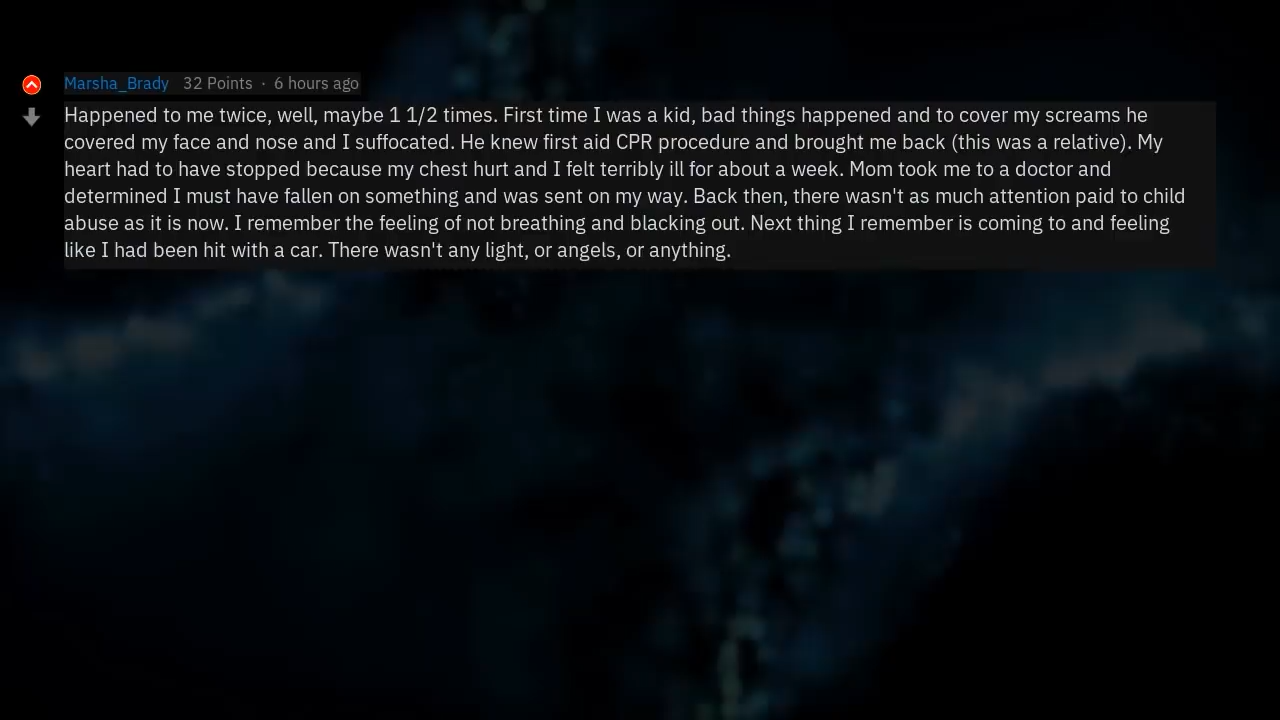 Marsha_Brady 32 Points · 6 hours ago
Happened to me twice, well, maybe 1 1/2 times. First time I was a kid, bad things happened and to cover my screams he
covered my face and nose and I suffocated. He knew first aid CPR procedure and brought me back (this was a relative). My
heart had to have stopped because my chest hurt and I felt terribly ill for about a week. Mom took me to a doctor and
determined I must have fallen on something and was sent on my way. Back then, there wasn't as much attention paid to child
abuse as it is now. I remember the feeling of not breathing and blacking out. Next thing I remember is coming to and feeling
like I had been hit with a car. There wasn't any light, or angels, or anything.